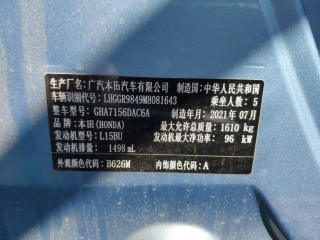 生产厂名: 广汽本田汽车有限公司 制造国: 中华人民共和国
车辆识别代号: LHGGR9849M8081643 乘坐人数: 5
整车型号: GHA7156DAC6A 制造年月: 2021年07月
品牌: 本田(HONDA) 最大允许总质量: 1610 kg
发动机型号: L15BU 发动机最大净功率: 96 kW
发动机排量: 1498 mL
外观颜色代码: B626M 内饰颜色代码: A